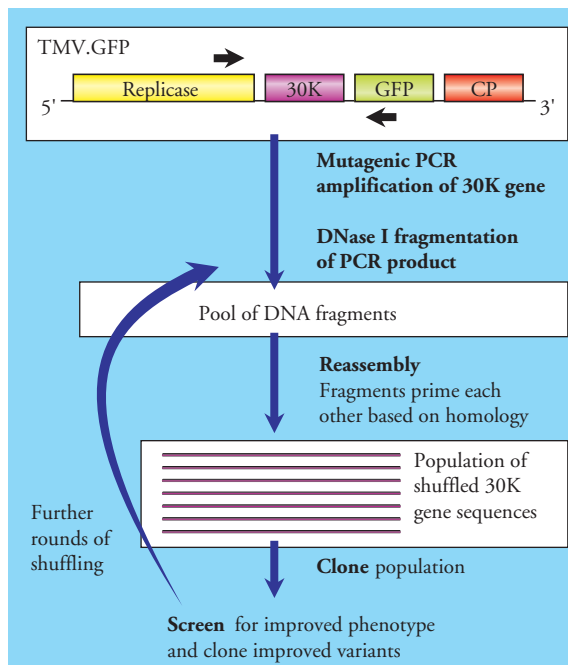 TMV.GFP
Replicase 30K GFP CP
5' 3'
Mutagenic PCR
amplification of 30K gene
DNase I fragmentation
of PCR product
Pool of DNA fragments
Reassembly
Fragments prime each
other based on homology
Population of
shuffled 30K
gene sequences
Further
rounds of
shuffling
Clone population
Screen for improved phenotype
and clone improved variants